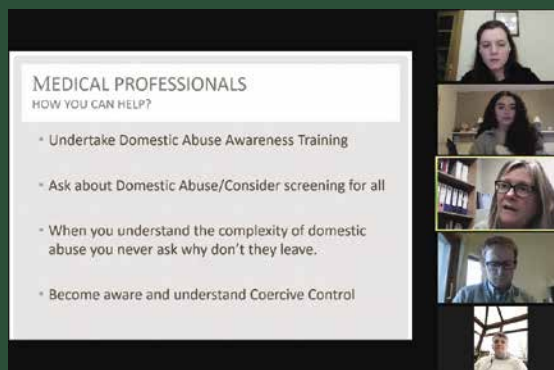 MEDICAL PROFESSIONALS
HOW YOU CAN HELP?
Undertake Domestic Abuse Awareness Training
Ask about Domestic Abuse/Consider screening for all
When you understand the complexity of domestic
abuse you never ask why don't they leave.
Become aware and understand Coercive Control